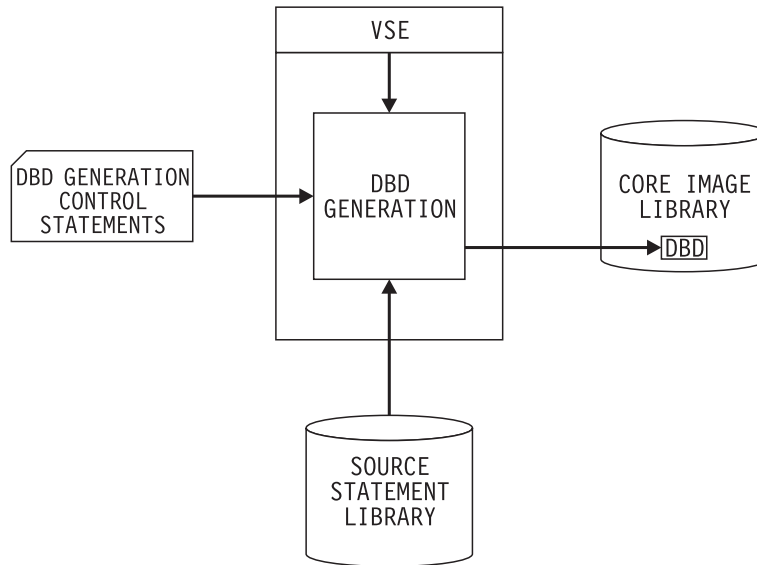 VSE
DBD GENERATION
CONTROL
STATEMENTS
DBD
GENERATION
CORE IMAGE
LIBRARY
DBD
SOURCE
STATEMENT
LIBRARY